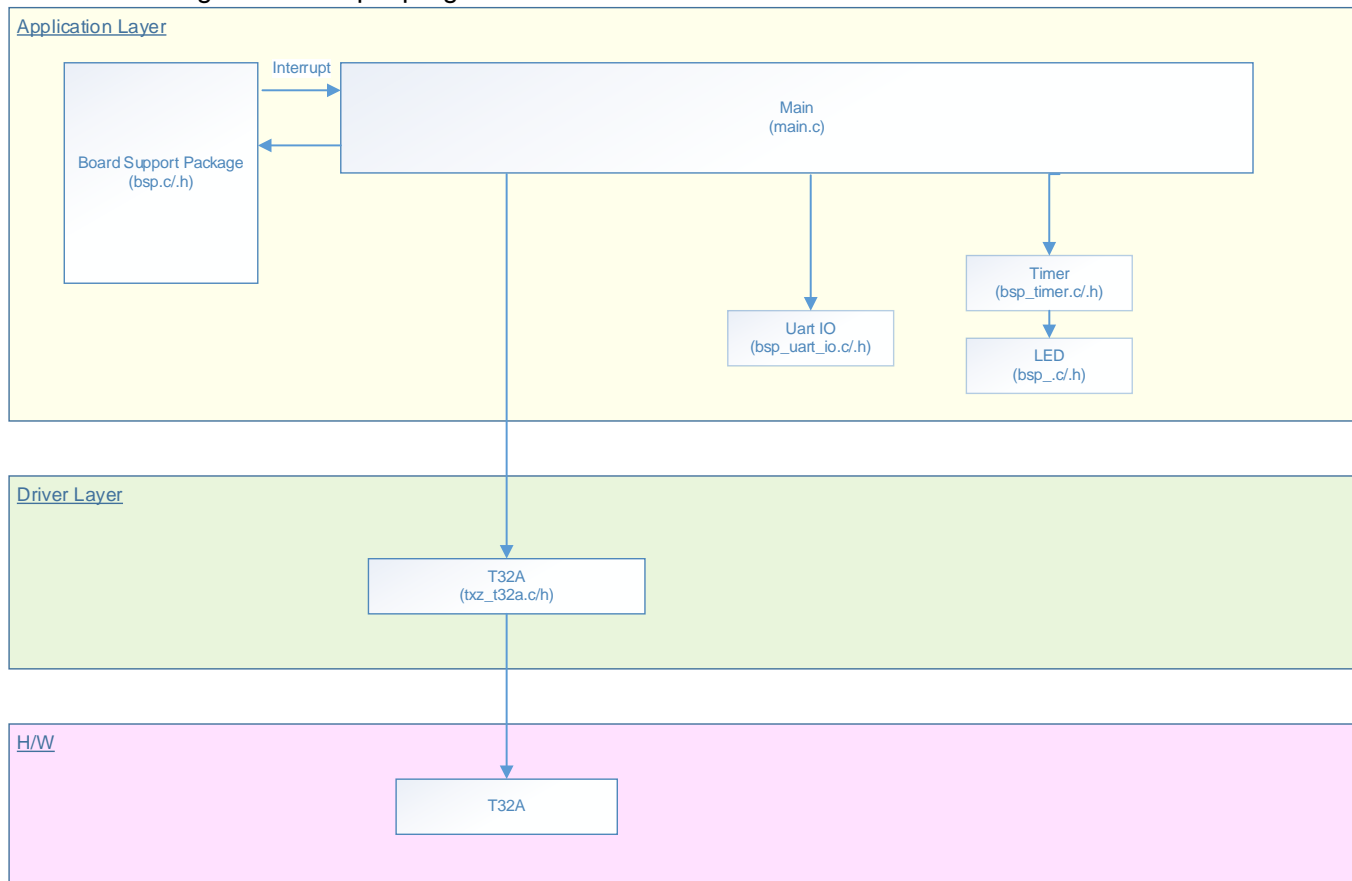 Application Layer
Interrupt
Main
(main.c)
Board Support Package
(bsp.c/.h)
Timer
(bsp_timer.c/.h)
Uart IO
(bsp_uart_io.c/.h)
LED
(bsp_.c/.h)
Driver Layer
T32A
(txz_t32a.c/h)
H/W
T32A